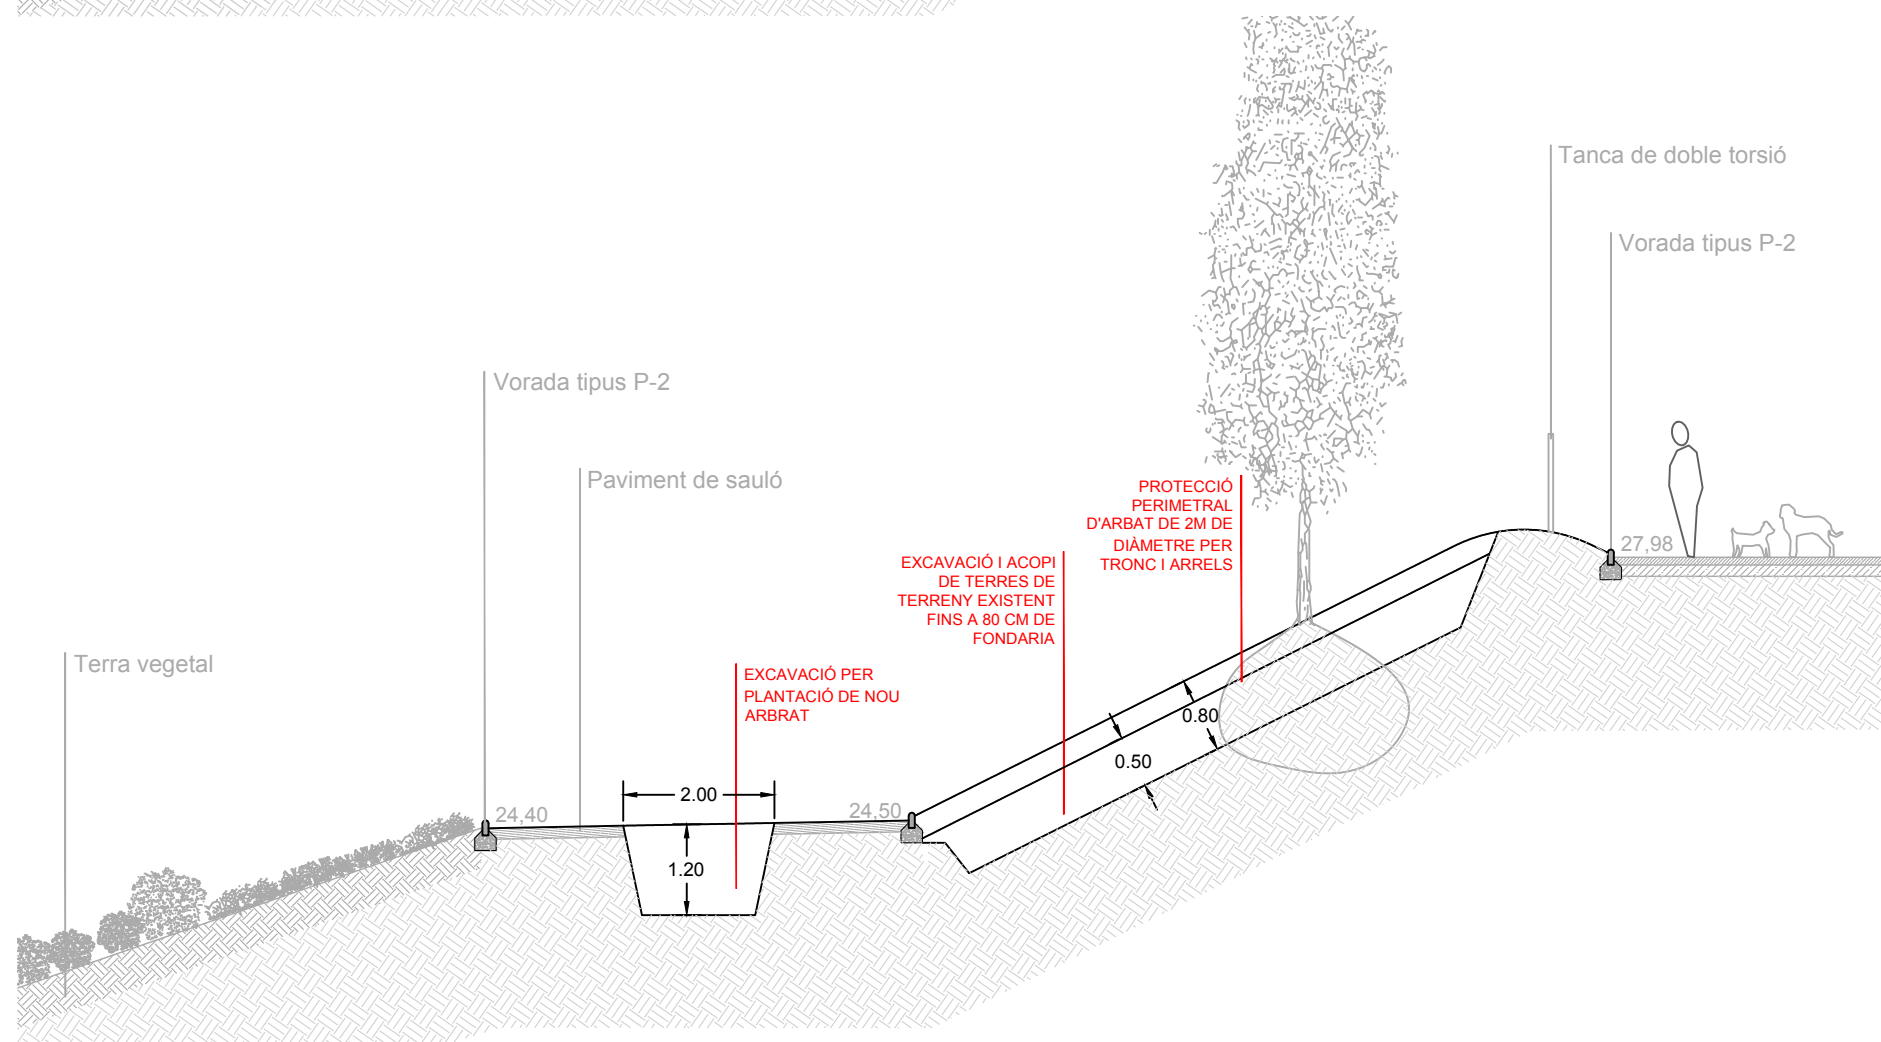 Tanca de doble torsió
Vorada tipus P-2
Vorada tipus P-2
Paviment de sauló
PROTECCIÓ
PERIMETRAL
D'ARBAT DE 2M DE
DIÀMETRE PER
TRONC I ARRELS
27,98
EXCAVACIÓ I ACOPI
DE TERRES DE
TERRENY EXISTENT
FINS A 80 CM DE
FONDARIA
Terra vegetal
EXCAVACIÓ PER
PLANTACIÓ DE NOU
ARBRAT
0.80
0.50
2.00
24,40
24,50
1.20